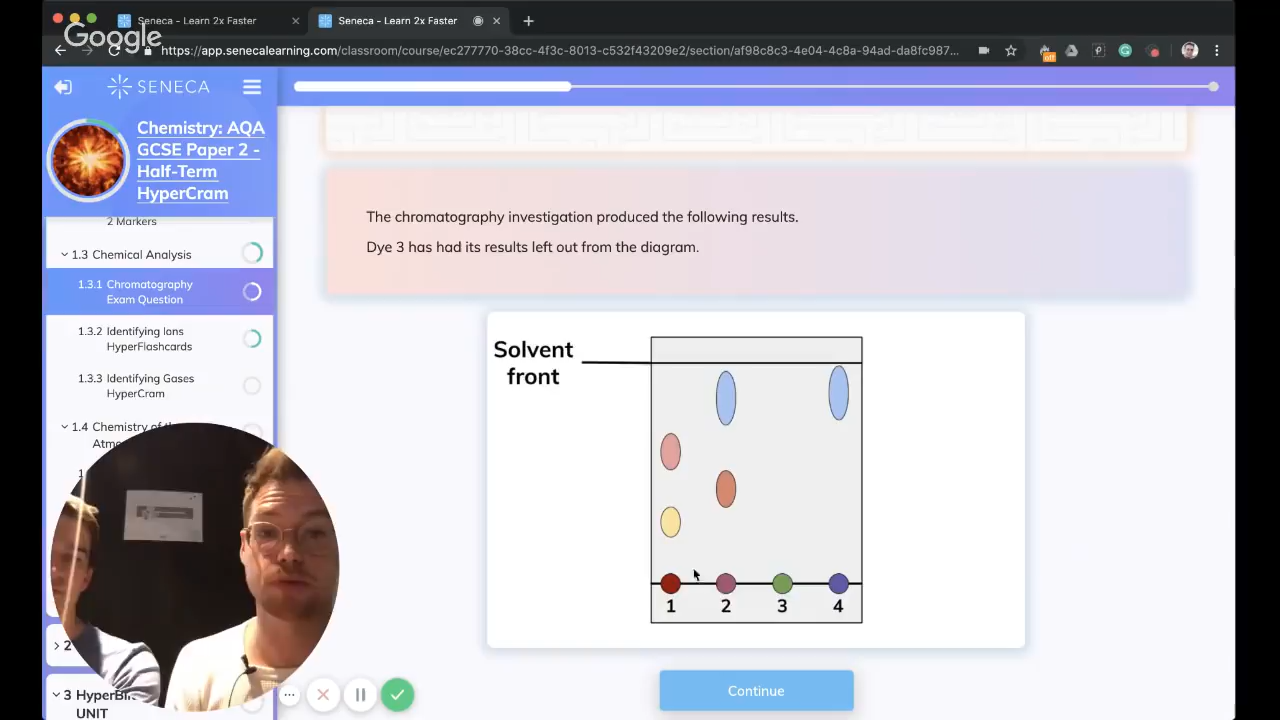 Seneca - Learn 2x Faster
Seneca - Learn 2x Faster
Google
https://app.senecalearning.com/classroom/course/ec277770-38cc-4f3c-8013-c532f43209e2/section/af98c8c3-4e04-4c8a-94ad-da8fc987...
off
SENECA
Chemistry: AQA
GCSE Paper 2 -
Half-Term
HyperCram
2 Markers
1.3 Chemical Analysis
1.3.1 Chromatography
Exam Question
1.3.2 Identifying Ions
HyperFlashcards
1.3.3 Identifying Gases
HyperCram
1.4 Chemistry of
2
3
UNIT
The chromatography investigation produced the following results.
Dye 3 has had its results left out from the diagram.
Solvent
front
1 2 3 4
Continue